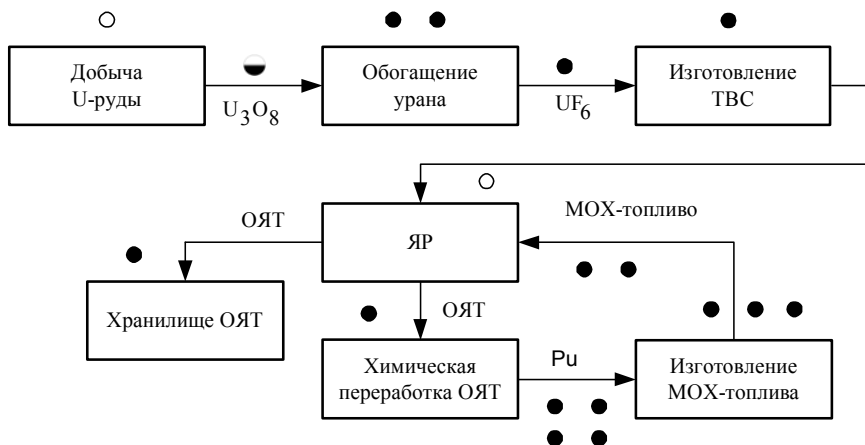 Добыча
U-руды
U3O8
Обогащение
урана
UF6
Изготовление
ТВС
ОЯТ
ЯР
МОХ-топливо
Хранилище ОЯТ
ОЯТ
Химическая
переработка ОЯТ
Pu
Изготовление
МОХ-топлива